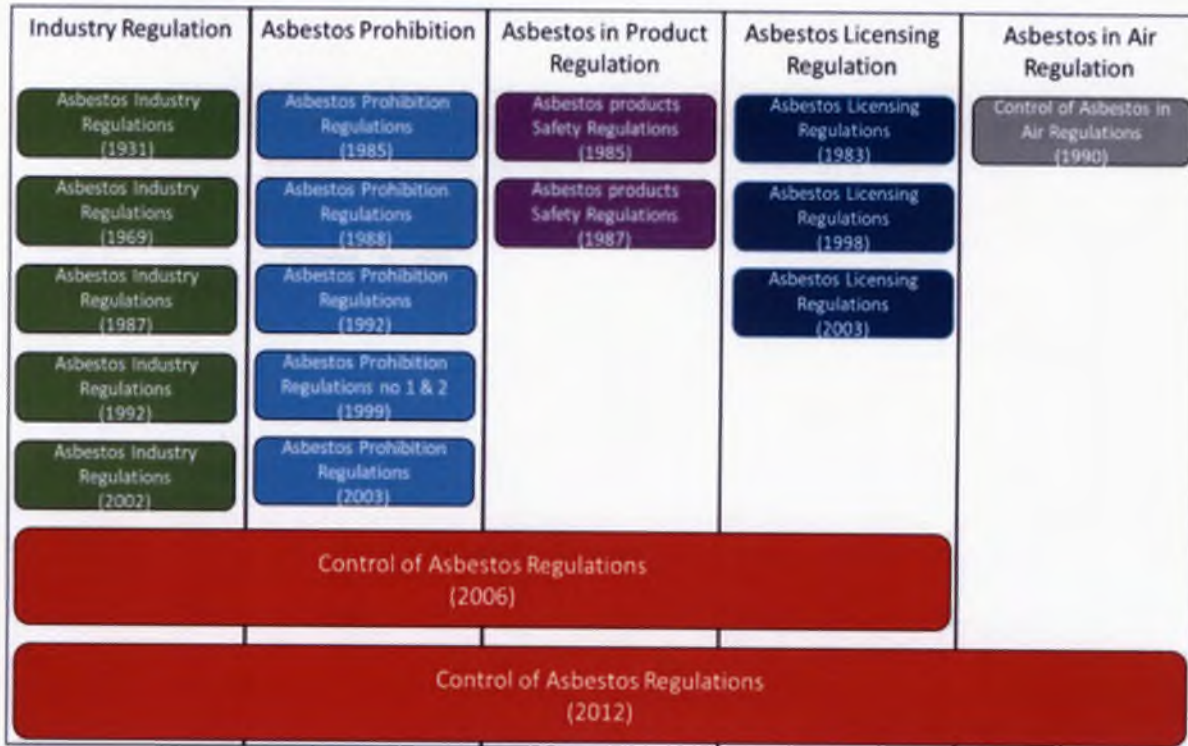 Industry Regulation
Asbestos Industry
Regulations
(1931)
Asbestos Industry
Regulations
(1969)
Asbestos Industry
Regulations
(1987)
Asbestos Industry
Regulations
(1992)
Asbestos Industry
Regulations
(2002)
Asbestos Prohibition
Asbestos Prohibition
Regulations
(1985)
Asbestos Prohibition
Regulations
(1988)
Asbestos Prohibition
Regulations
(1992)
Asbestos Prohibition
Regulations no 1 & 2
(1999)
Asbestos Prohibition
Regulations
(2003)
Asbestos in Product
Regulation
Asbestos products
Safety Regulations
(1985)
Asbestos products
Safety Regulations
(1987)
Asbestos Licensing
Regulation
Asbestos Licensing
Regulations
(1983)
Asbestos Licensing
Regulations
(1998)
Asbestos Licensing
Regulations
(2003)
Asbestos in Air
Regulation
Control of Asbestos in
Air Regulations
(1990)
Control of Asbestos Regulations
(2006)
Control of Asbestos Regulations
(2012)